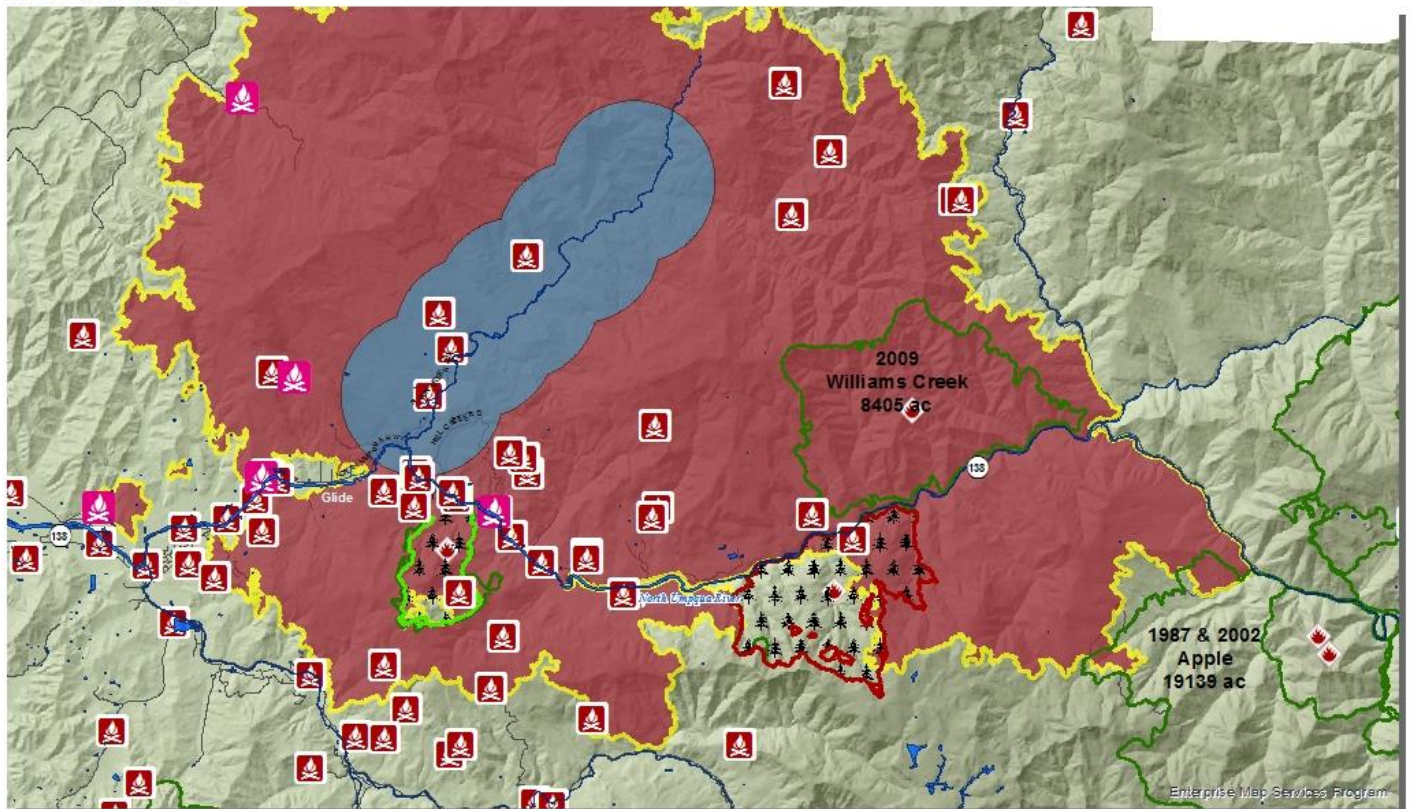 2009
Williams Creek
8405 ac
138
Glide
138
North Umpqua River
1987 & 2002
Apple
19139 ac
Enterprise Map Services Program